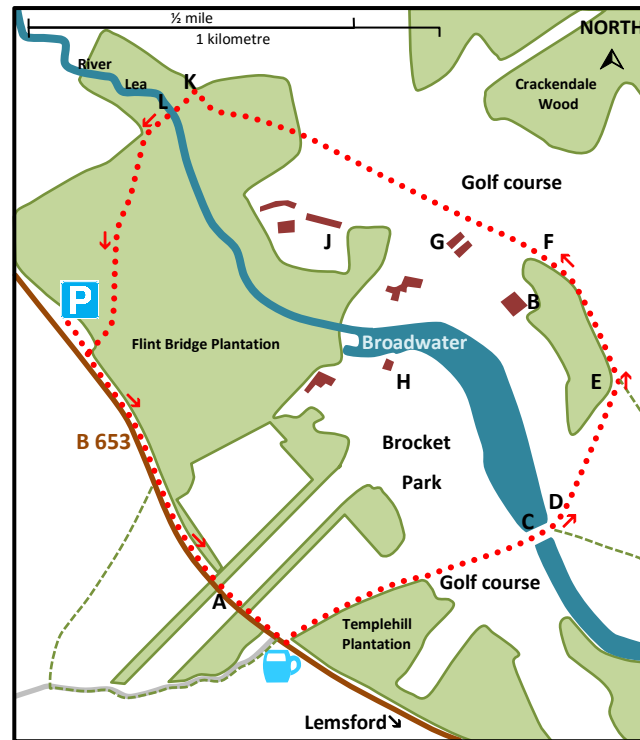 ½ mile
1 kilometre
NORTH
River
Lea
K
L
Crackendale
Wood
Golf course
J
G
F
B
P
Flint Bridge Plantation
Broadwater
H
E
B 653
Brocket
Park
D
C
Golf course
A
Templehill
Plantation
Lemsford